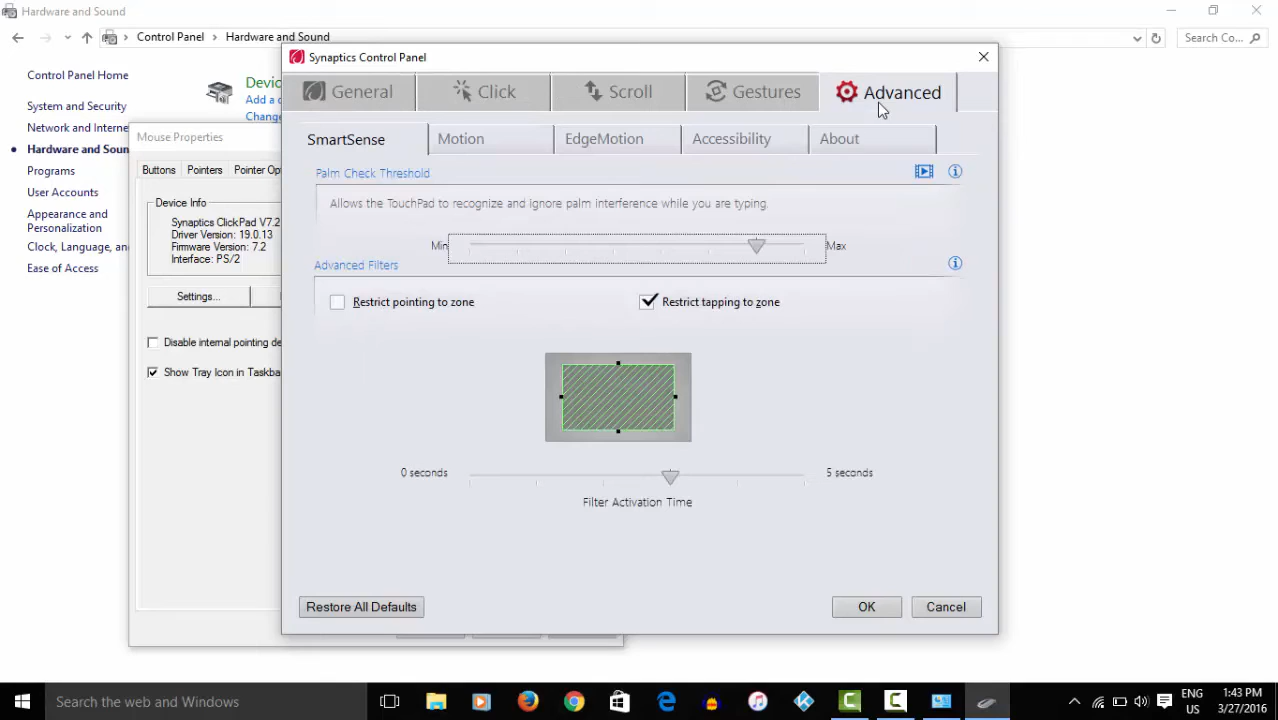 Hardware and Sound
Control Panel
Hardware and Sound
Search Co...
Control Panel Home
System and Security
Network and Interne
Hardware and Soun
Programs
User Accounts
Appearance and
Personalization
Clock, Language, an
Ease of Access
Devic
Add a d
Change
Mouse Properties
Buttons
Pointers
Pointer Opt
Device Info
Synaptics ClickPad V7.2
Driver Version: 19.0.13
Firmware Version: 7.2
Interface: PS/2
Settings...
Disable internal pointing de
Show Tray Icon in Taskba
Synaptics Control Panel
General
Click
Scroll
Gestures
Advanced
SmartSense
Motion
EdgeMotion
Accessibility
About
Palm Check Threshold
Allows the TouchPad to recognize and ignore palm interference while you are typing.
Min
Max
Advanced Filters
Restrict pointing to zone
Restrict tapping to zone
0 seconds
5 seconds
Filter Activation Time
Restore All Defaults
OK
Cancel
Search the web and Windows
ENG
US
1:43 PM
3/27/2016